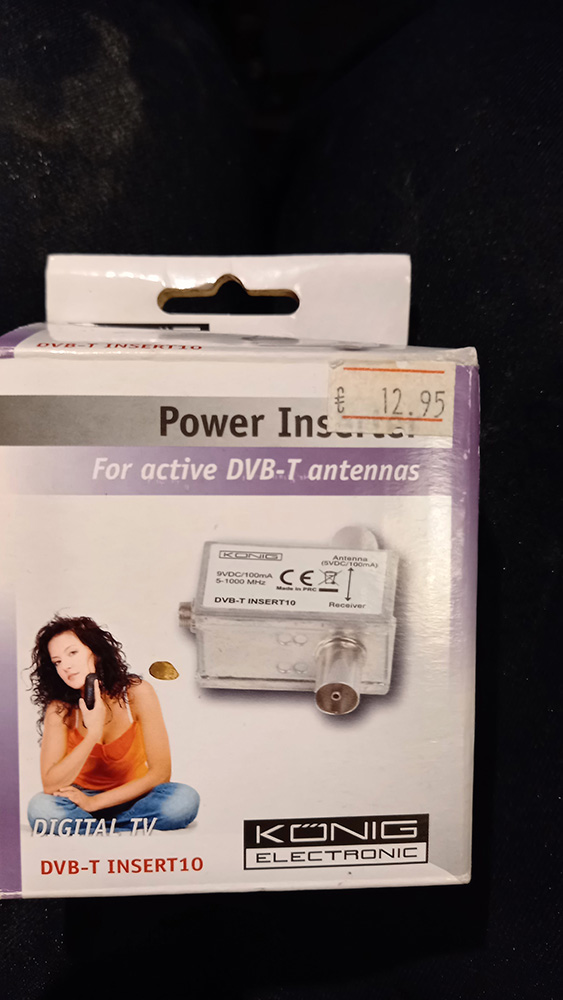 DVB-T INSERT10
€ 12.95
Power Inserter
For active DVB-T antennas
KÖNIG
Antenna
(5VDC/100mA)
9VDC/100mA
5-1000 MHz
CE
Made in PRC
DVB-T INSERT10
Receiver
DIGITAL TV
DVB-T INSERT10
KÖNIG
ELECTRONIC